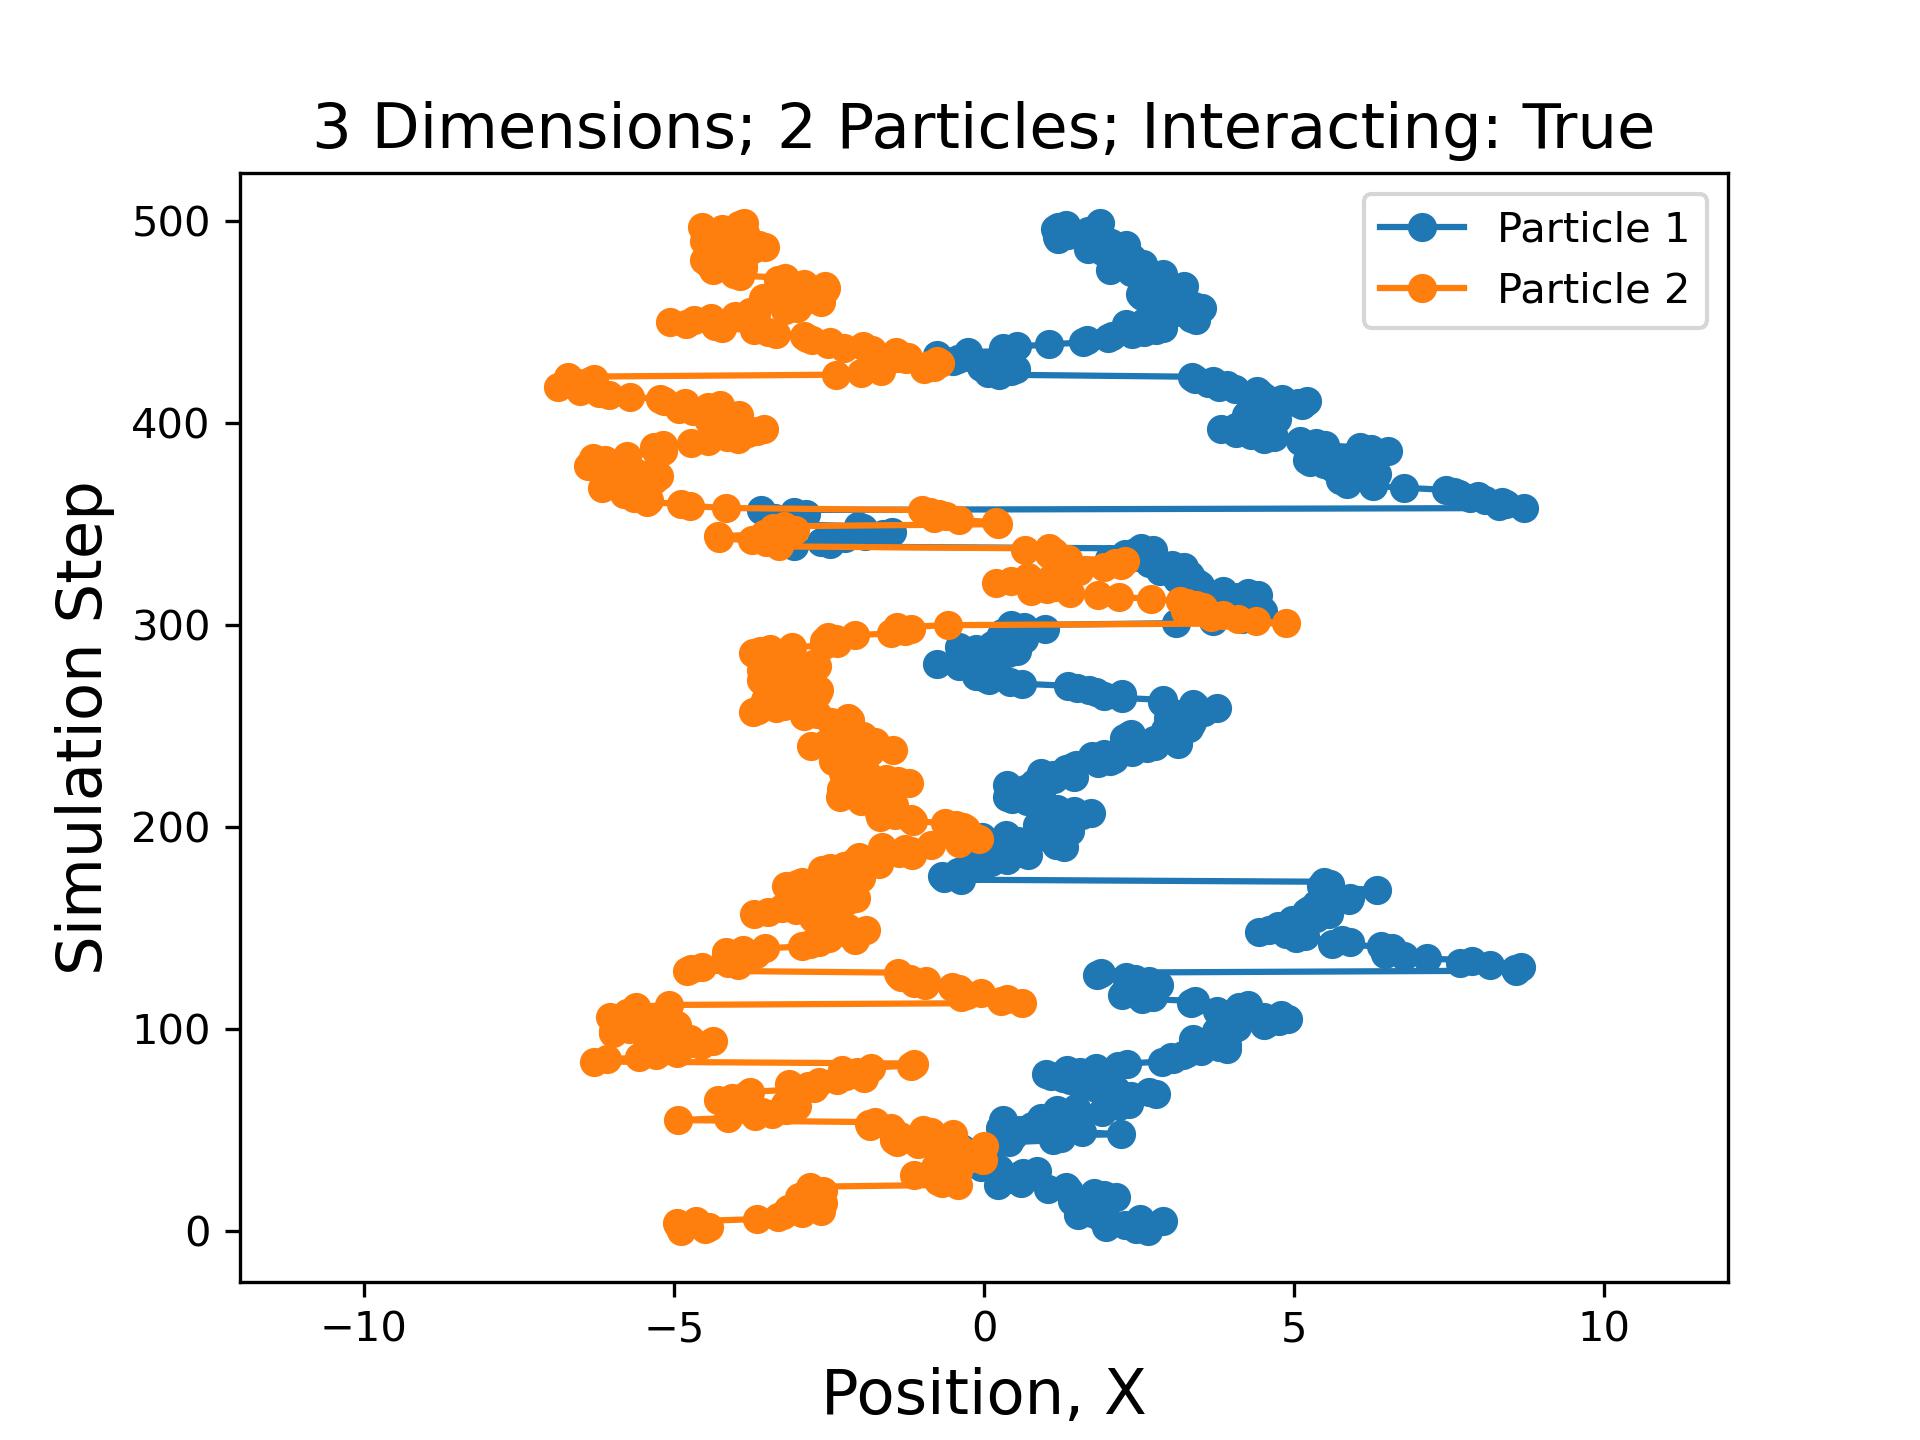 3 Dimensions; 2 Particles; Interacting: True
Particle 1
Particle 2
500
400
300
200
100
0
Simulation Step
−10
−5
0
5
10
Position, X